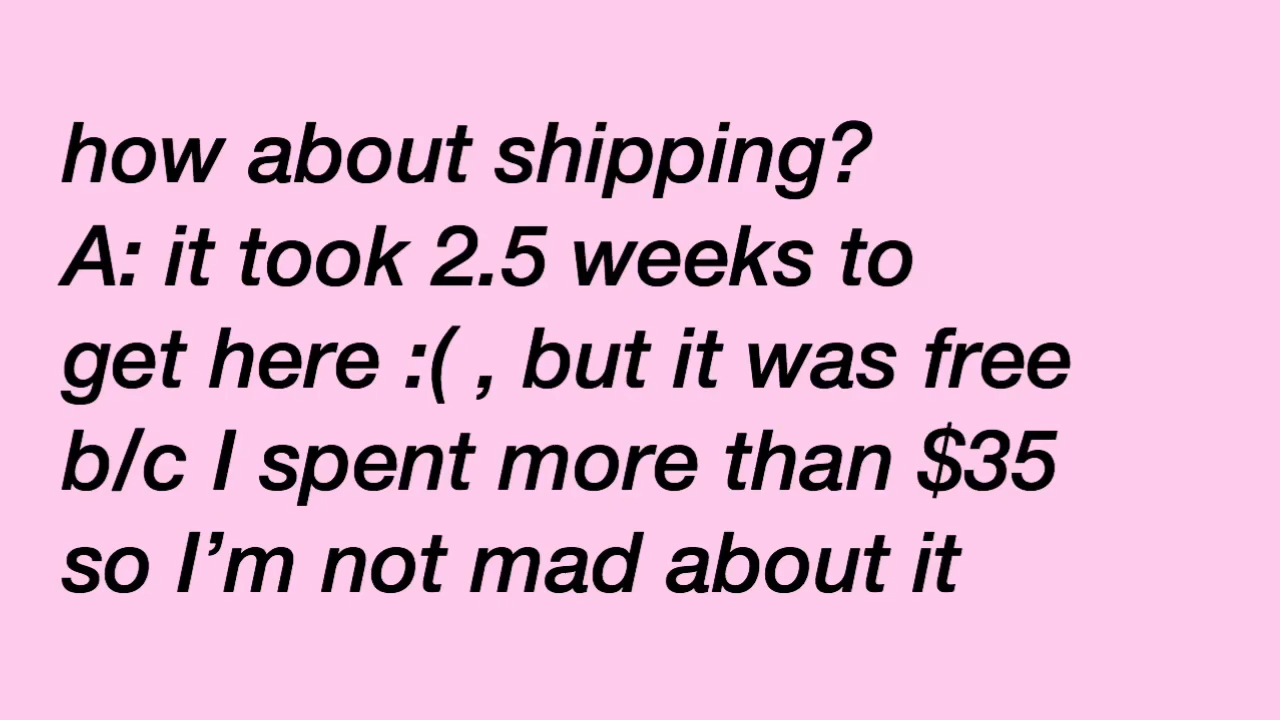 how about shipping?
A: it took 2.5 weeks to
get here :( , but it was free
b/c I spent more than $35
so I’m not mad about it